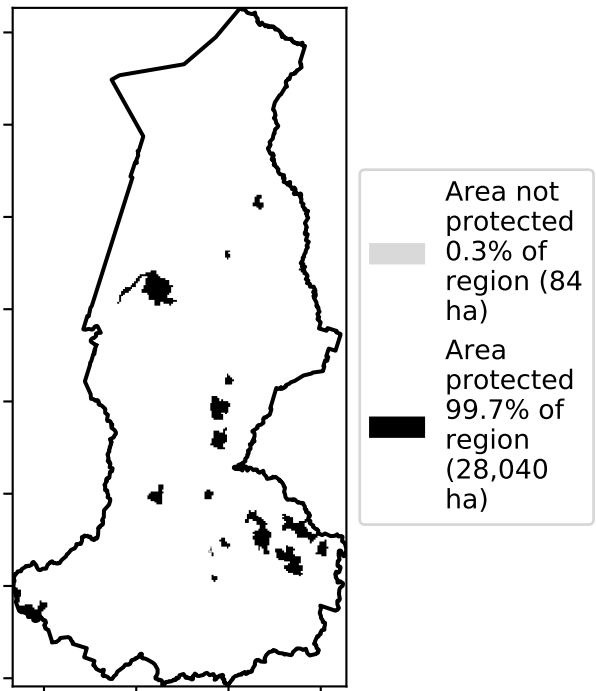 Area not
protected
0.3% of
region (84
ha)
Area
protected
99.7% of
region
(28,040
ha)